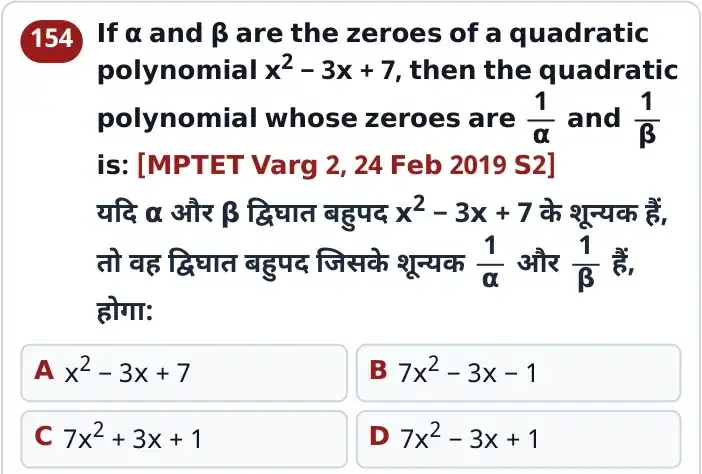 154 If α and β are the zeroes of a quadratic
polynomial x² – 3x + 7, then the quadratic
polynomial whose zeroes are 1/α and 1/β
is: [MPTET Varg 2, 24 Feb 2019 S2]
यदि α और β द्विघात बहुपद x² – 3x + 7 के शून्यक हैं,
तो वह द्विघात बहुपद जिसके शून्यक 1/α और 1/β हैं,
होगा:
A x² – 3x + 7
B 7x² – 3x – 1
C 7x² + 3x + 1
D 7x² – 3x + 1